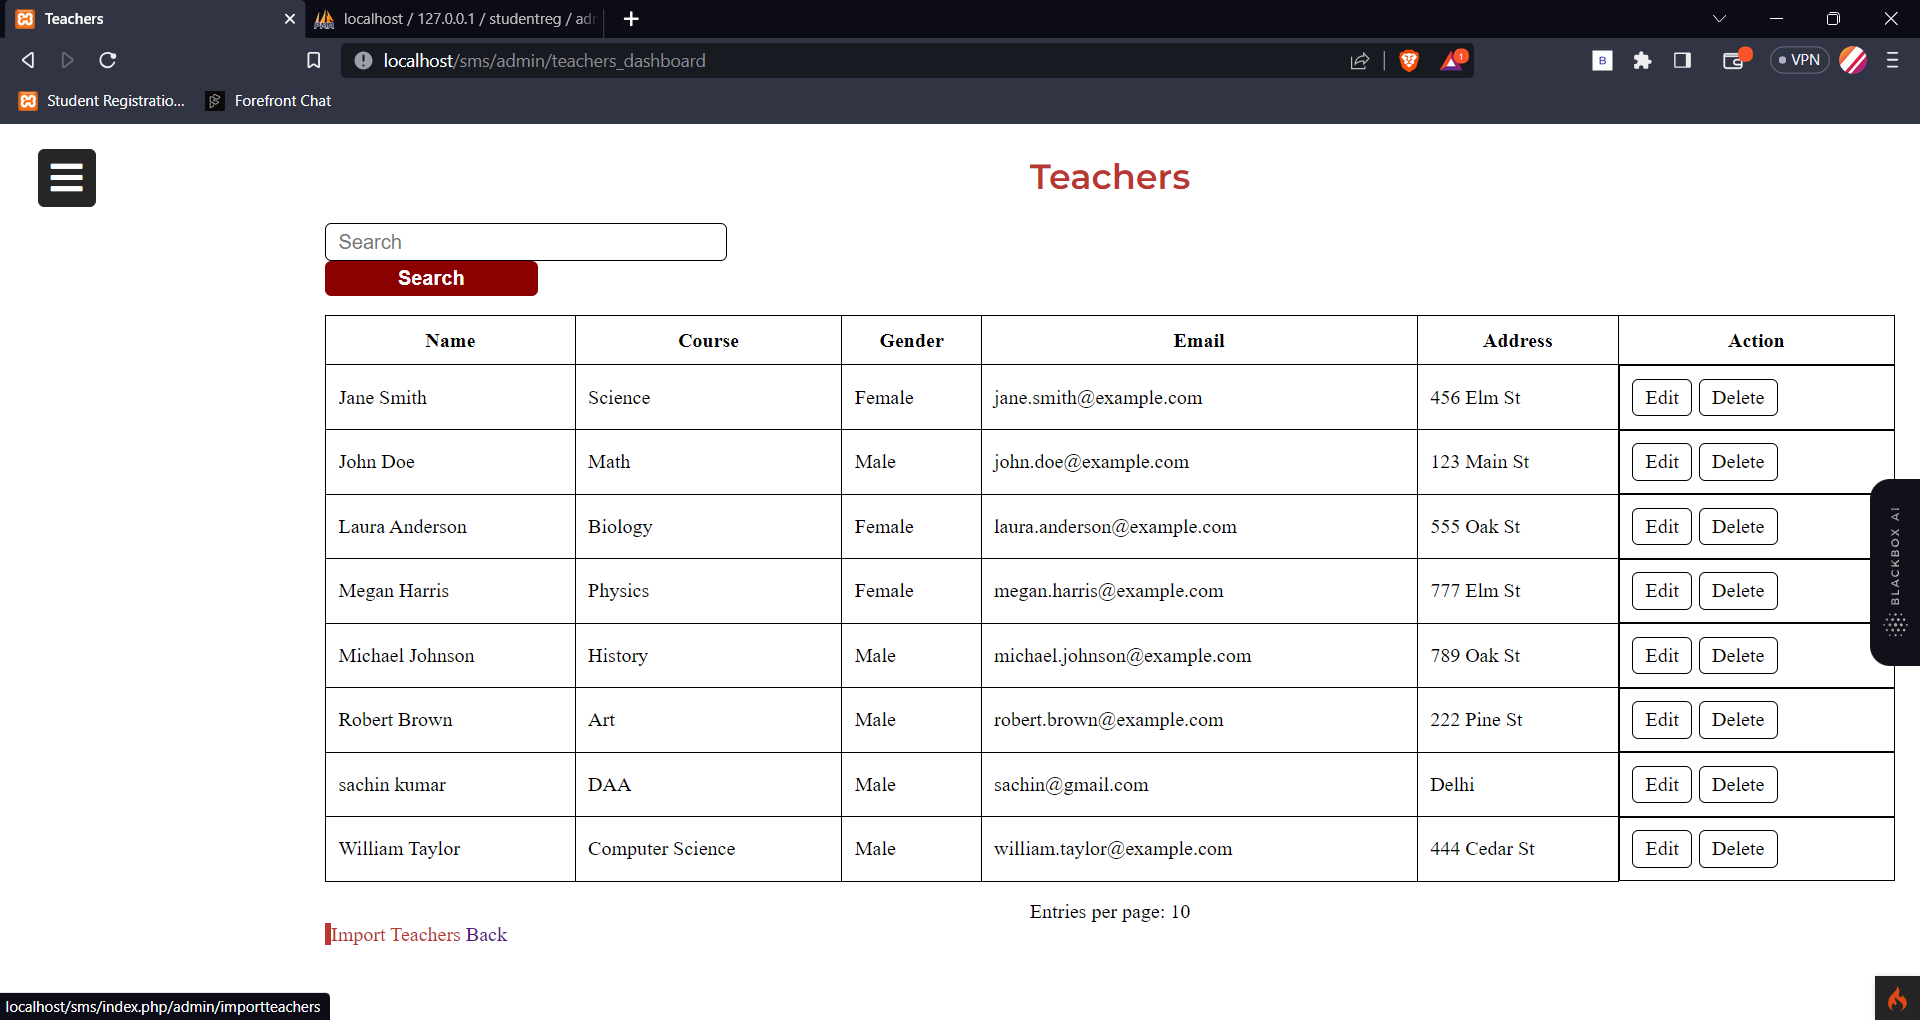 Teachers
localhost / 127.0.0.1 / studentreg / adr
localhost/sms/admin/teachers_dashboard
1
B
VPN
Student Registratio...
Forefront Chat
Teachers
Search
Search
Name Course Gender Email Address Action
Jane Smith Science Female jane.smith@example.com 456 Elm St Edit Delete
John Doe Math Male john.doe@example.com 123 Main St Edit Delete
Laura Anderson Biology Female laura.anderson@example.com 555 Oak St Edit Delete
Megan Harris Physics Female megan.harris@example.com 777 Elm St Edit Delete
Michael Johnson History Male michael.johnson@example.com 789 Oak St Edit Delete
Robert Brown Art Male robert.brown@example.com 222 Pine St Edit Delete
sachin kumar DAA Male sachin@gmail.com Delhi Edit Delete
William Taylor Computer Science Male william.taylor@example.com 444 Cedar St Edit Delete
BLACKBOX AI
Entries per page: 10
Import Teachers Back
localhost/sms/index.php/admin/importteachers